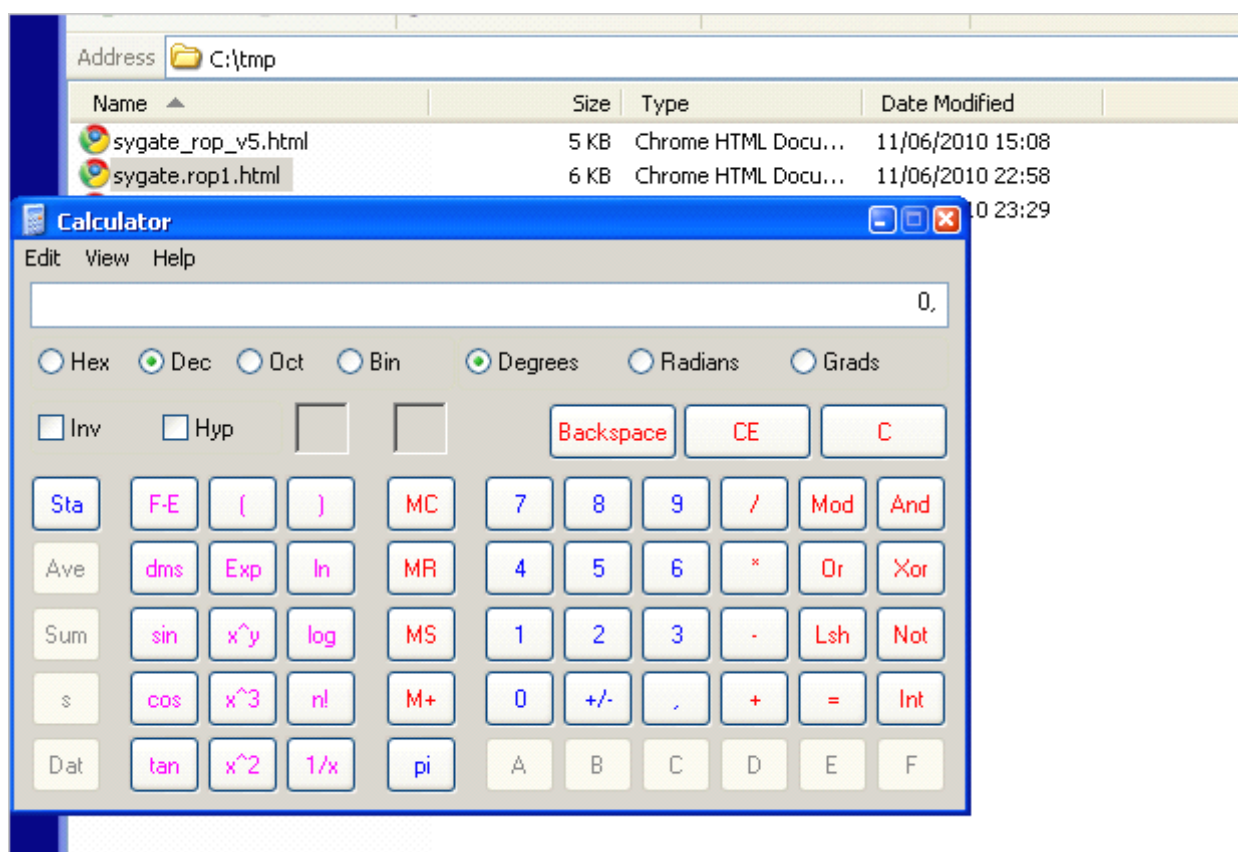 Address C:\tmp
Name Size Type Date Modified
sygate_rop_v5.html 5 KB Chrome HTML Docu... 11/06/2010 15:08
sygate.rop1.html 6 KB Chrome HTML Docu... 11/06/2010 22:58
0 23:29
Calculator
Edit View Help
0,
Hex Dec Oct Bin Degrees Radians Grads
Inv Hyp Backspace CE C
Sta F-E ( ) MC 7 8 9 / Mod And
Ave dms Exp ln MR 4 5 6 * Or Xor
Sum sin x^y log MS 1 2 3 - Lsh Not
s cos x^3 n! M+ 0 +/- , + = Int
Dat tan x^2 1/x pi A B C D E F